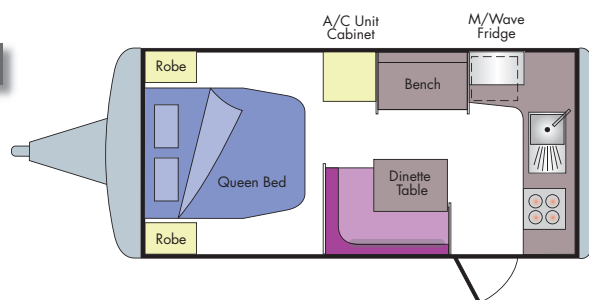 A/C Unit
Cabinet
M/Wave
Fridge
Robe
Bench
Queen Bed
Dinette
Table
Robe